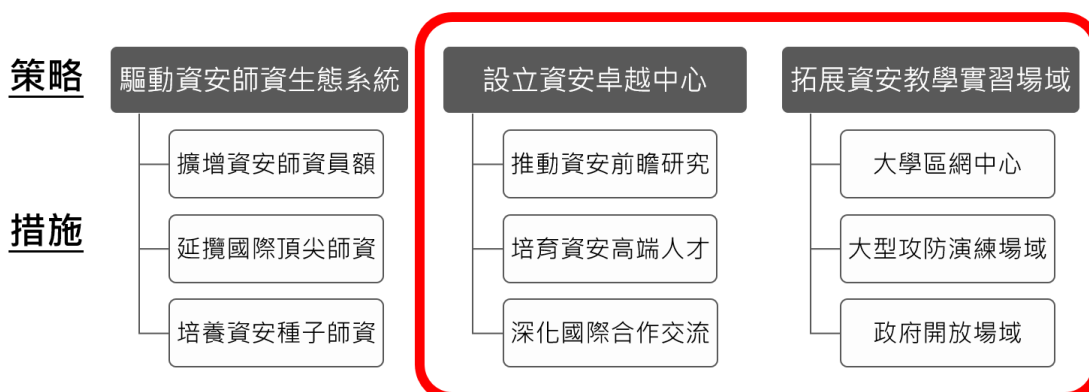 策略
驅動資安師資生態系統
設立資安卓越中心
拓展資安教學實習場域
措施
擴增資安師資員額
延攬國際頂尖師資
培養資安種子師資
推動資安前瞻研究
培育資安高端人才
深化國際合作交流
大學區網中心
大型攻防演練場域
政府開放場域